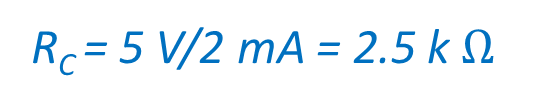 R_C = 5 V/2 mA = 2.5 k Ω